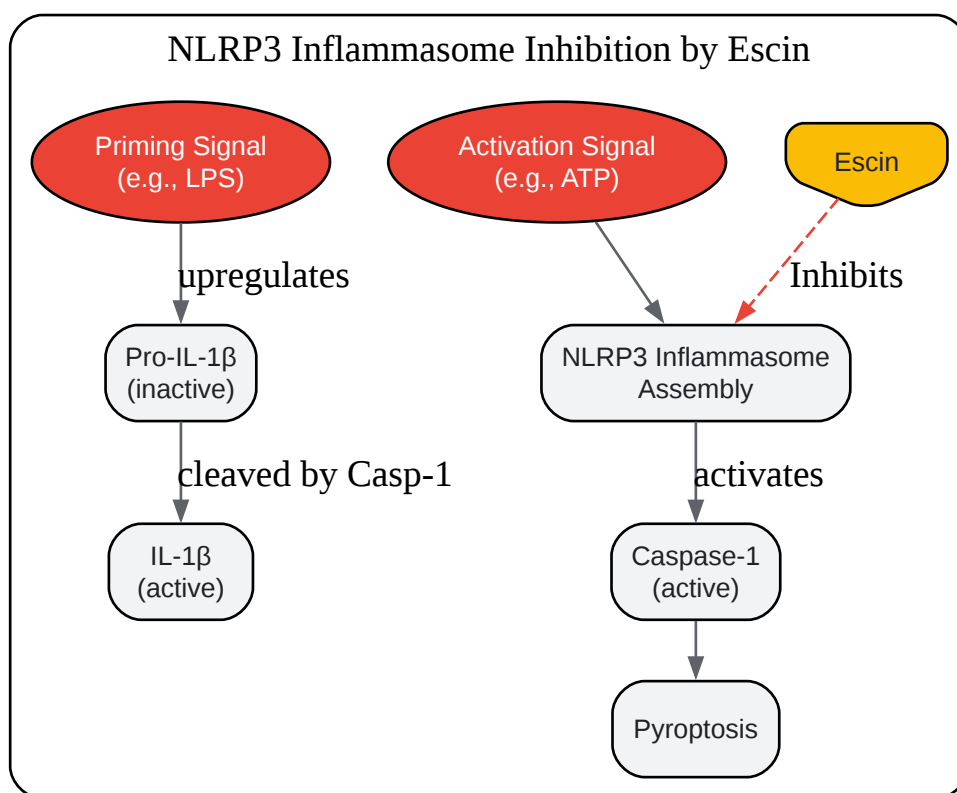 NLRP3 Inflammasome Inhibition by Escin
Priming Signal
(e.g., LPS)
Activation Signal
(e.g., ATP)
Escin
upregulates
Inhibits
Pro-IL-1β
(inactive)
NLRP3 Inflammasome
Assembly
cleaved by Casp-1
activates
IL-1β
(active)
Caspase-1
(active)
Pyroptosis